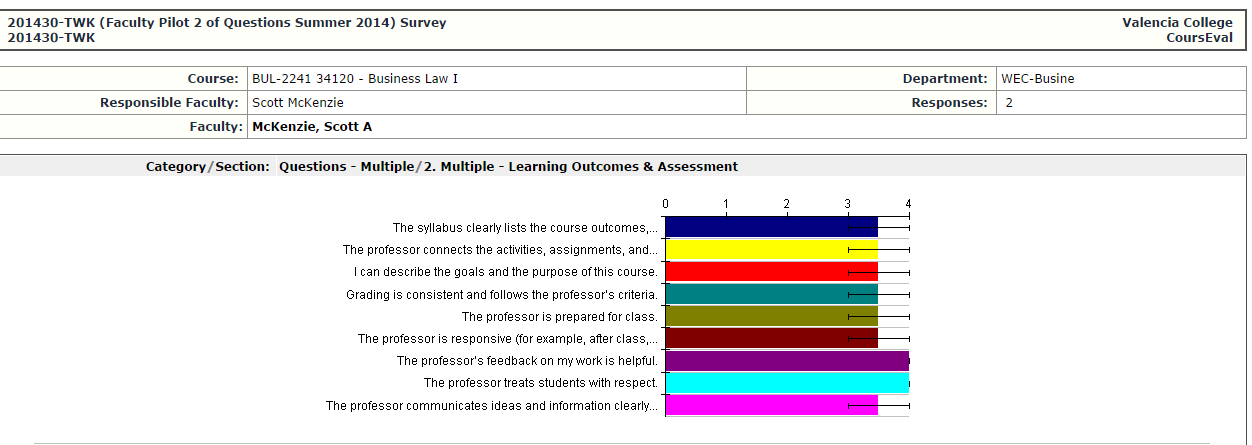 201430-TWK (Faculty Pilot 2 of Questions Summer 2014) Survey
201430-TWK
Valencia College
CoursEval
Course: BUL-2241 34120 - Business Law I
Department: WEC-Busine
Responsible Faculty: Scott McKenzie
Responses: 2
Faculty: McKenzie, Scott A
Category/Section: Questions - Multiple/2. Multiple - Learning Outcomes & Assessment
0 1 2 3 4
The syllabus clearly lists the course outcomes,...
The professor connects the activities, assignments, and...
I can describe the goals and the purpose of this course.
Grading is consistent and follows the professor's criteria.
The professor is prepared for class.
The professor is responsive (for example, after class,...
The professor's feedback on my work is helpful.
The professor treats students with respect.
The professor communicates ideas and information clearly...